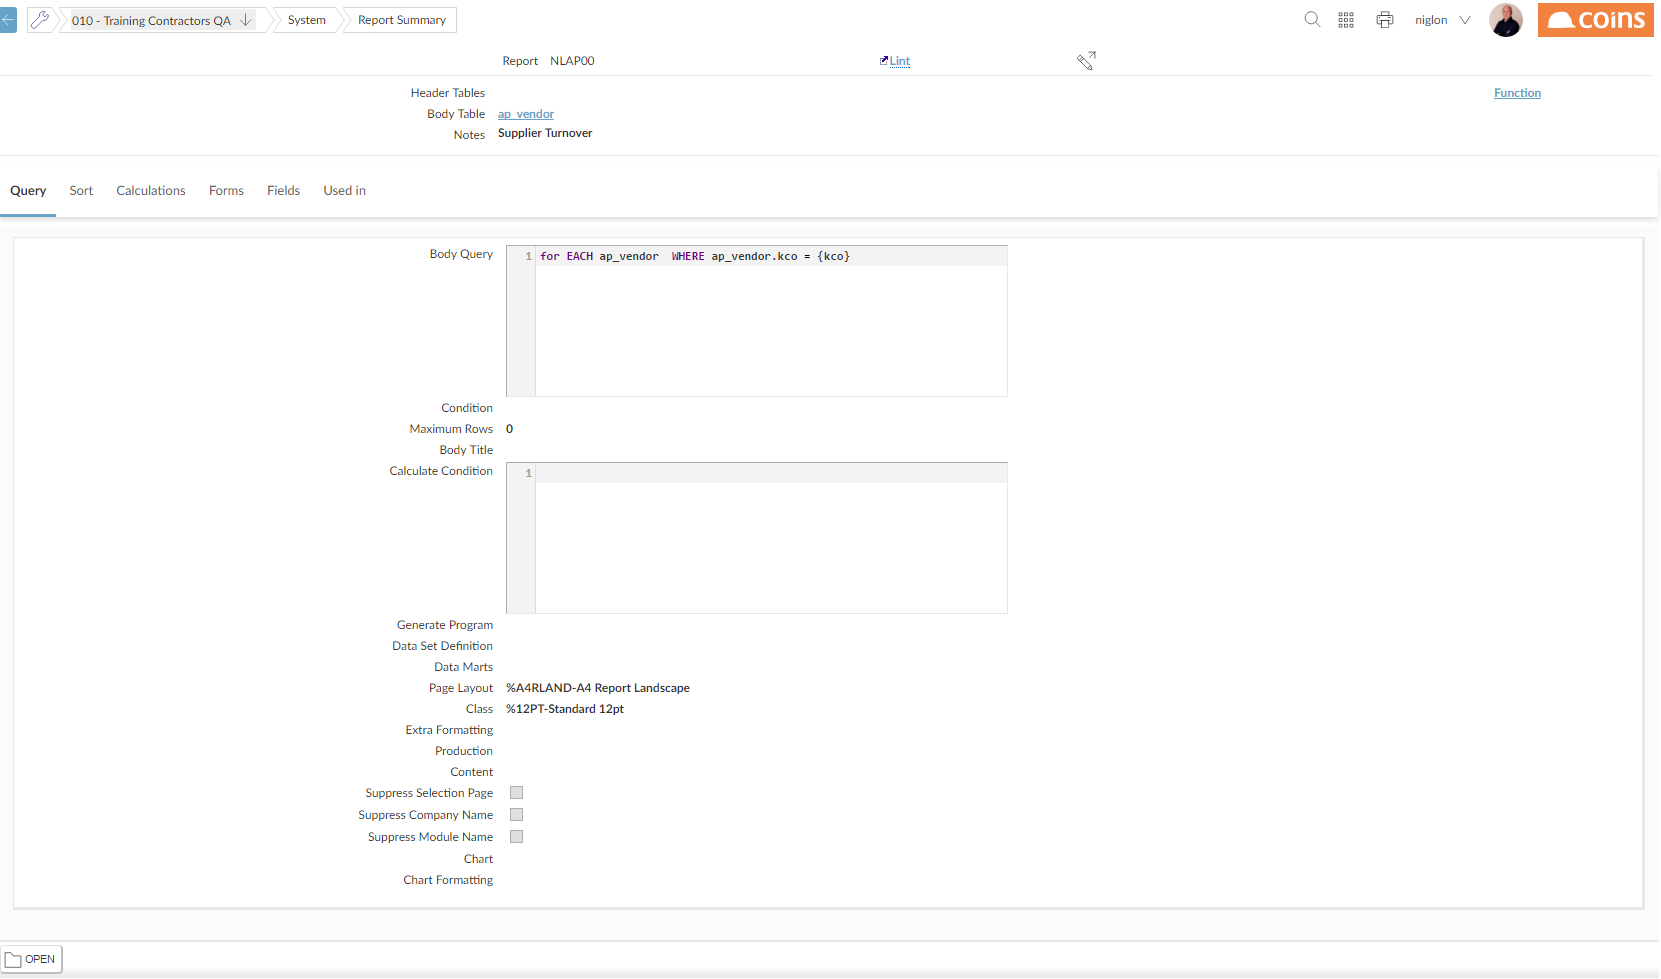 010 - Training Contractors QA System Report Summary niglon COINS
Report NLAP00 Lint
Header Tables Function
Body Table ap_vendor
Notes Supplier Turnover
Query Sort Calculations Forms Fields Used in
Body Query 1 for EACH ap_vendor  WHERE ap_vendor.kco = {kco}
Condition
Maximum Rows 0
Body Title
Calculate Condition 1
Generate Program
Data Set Definition
Data Marts
Page Layout %A4RLAND-A4 Report Landscape
Class %12PT-Standard 12pt
Extra Formatting
Production
Content
Suppress Selection Page
Suppress Company Name
Suppress Module Name
Chart
Chart Formatting
OPEN